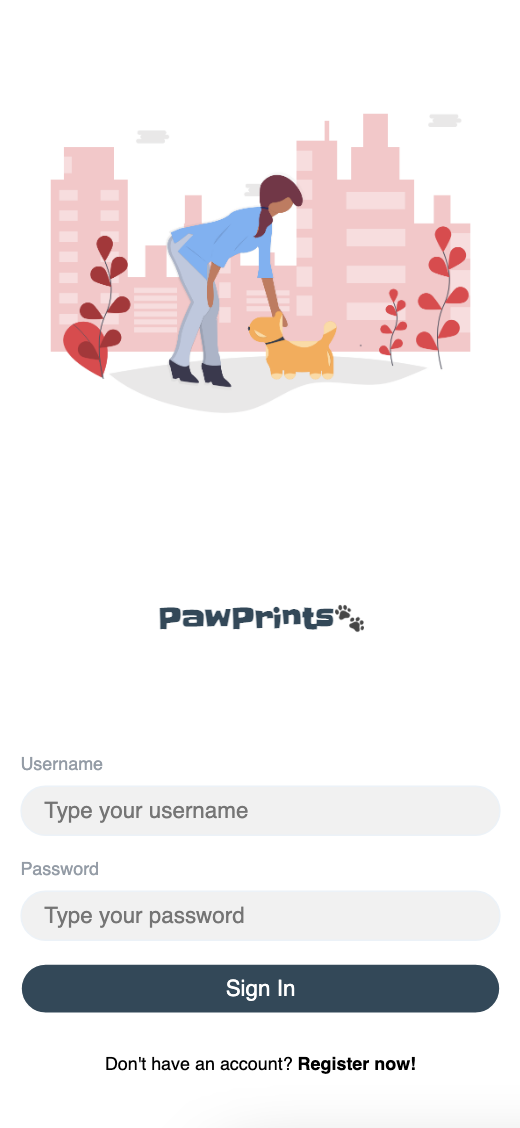 PawPrints
Username
Type your username
Password
Type your password
Sign In
Don't have an account? Register now!